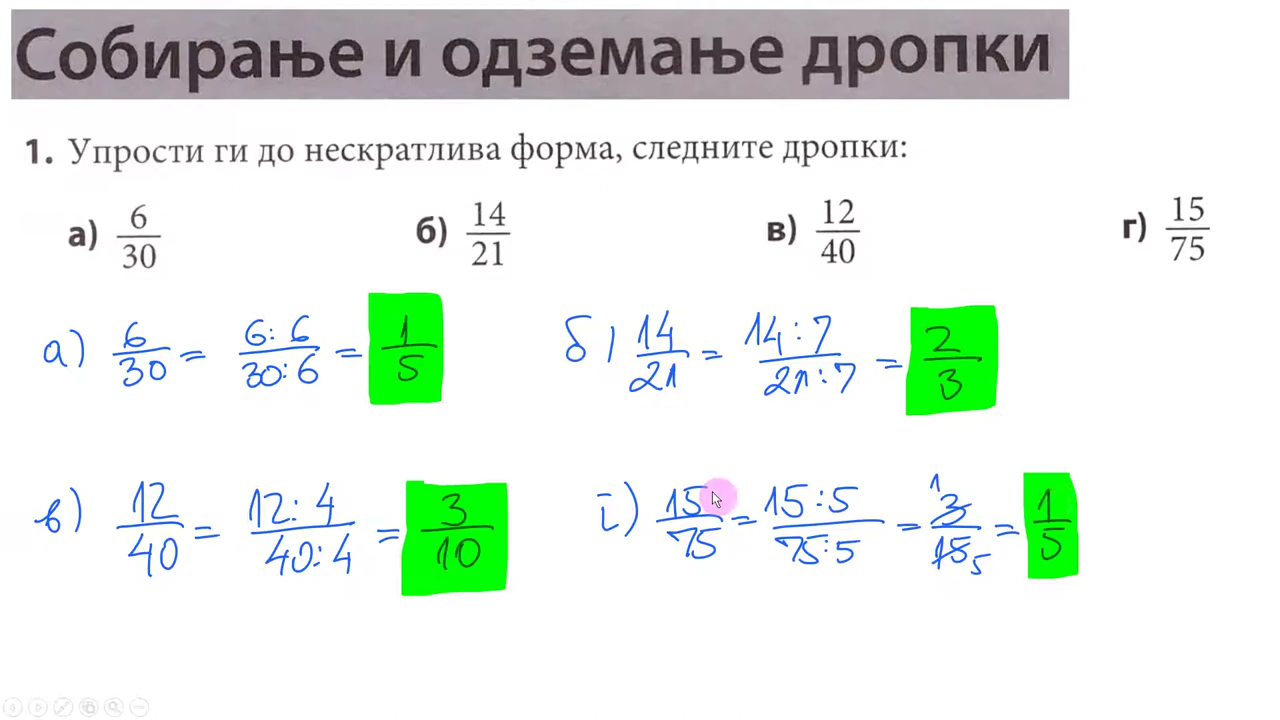 Собирање и одземање дропки
1. Упрости ги до нескратлива форма, следните дропки:
а) 6/30 б) 14/21 в) 12/40 г) 15/75
а) 6/30 = 6:6/30:6 = 1/5 б) 14/21 = 14:7/21:7 = 2/3
в) 12/40 = 12:4/40:4 = 3/10 г) 15/75 = 15:5/75:5 = 3/15 1 5 = 1/5